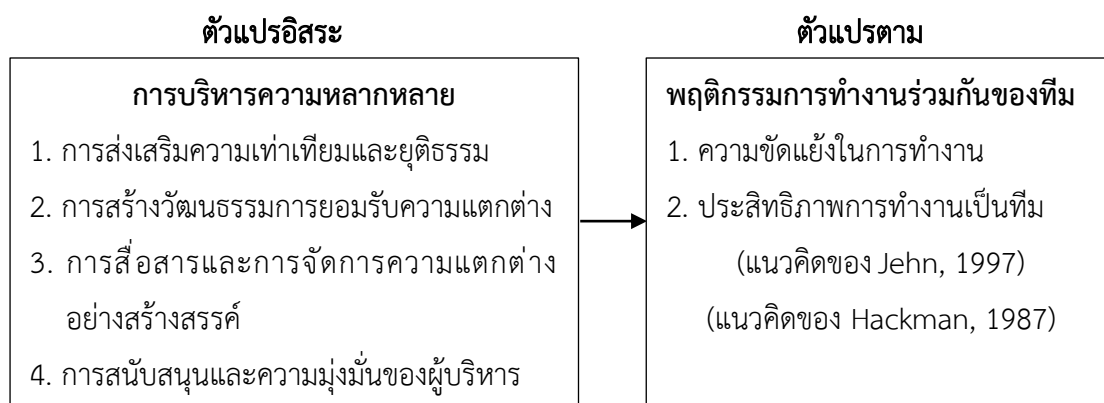 ตัวแปรอิสระ
การบริหารความหลากหลาย
1. การส่งเสริมความเท่าเทียมและยุติธรรม
2. การสร้างวัฒนธรรมการยอมรับความแตกต่าง
3. การสื่อสารและการจัดการความแตกต่าง
อย่างสร้างสรรค์
4. การสนับสนุนและความมุ่งมั่นของผู้บริหาร
ตัวแปรตาม
พฤติกรรมการทำงานร่วมกันของทีม
1. ความขัดแย้งในการทำงาน
2. ประสิทธิภาพการทำงานเป็นทีม
(แนวคิดของ Jehn, 1997)
(แนวคิดของ Hackman, 1987)